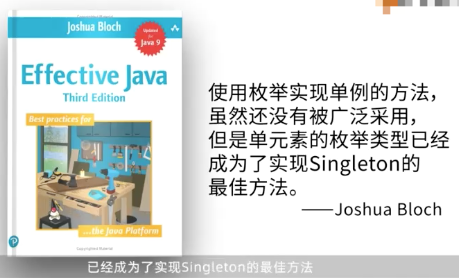 Joshua Bloch
Updated
for
Java 9
Effective Java
Third Edition
Best practices for
...the Java Platform
使用枚举实现单例的方法，
虽然还没有被广泛采用，
但是单元素的枚举类型已经
成为了实现Singleton的
最佳方法。
——Joshua Bloch
已经成为了实现Singleton的最佳方法